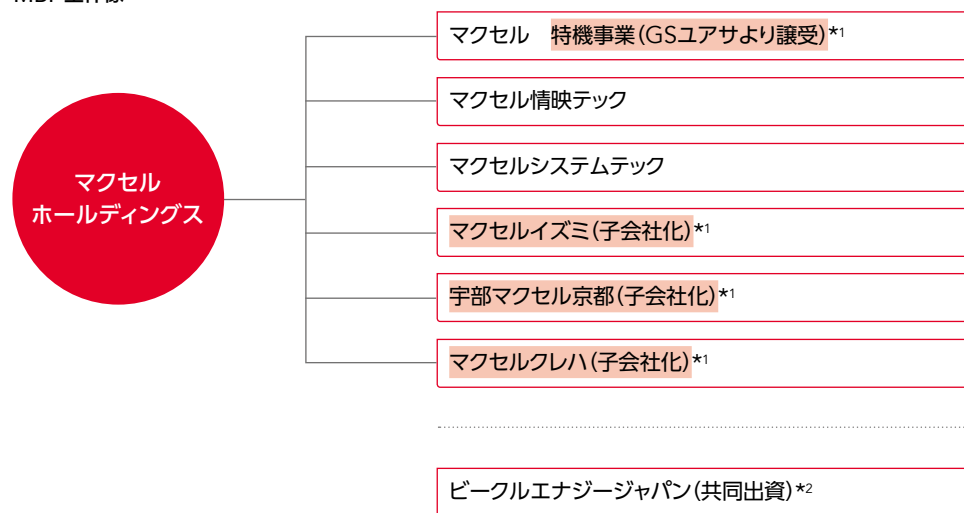 マクセル
ホールディングス
マクセル 特機事業(GSユアサより譲受)*1
マクセル情映テック
マクセルシステムテック
マクセルイズミ(子会社化)*1
宇部マクセル京都(子会社化)*1
マクセルクレハ(子会社化)*1
ビークルエナジージャパン(共同出資)*2